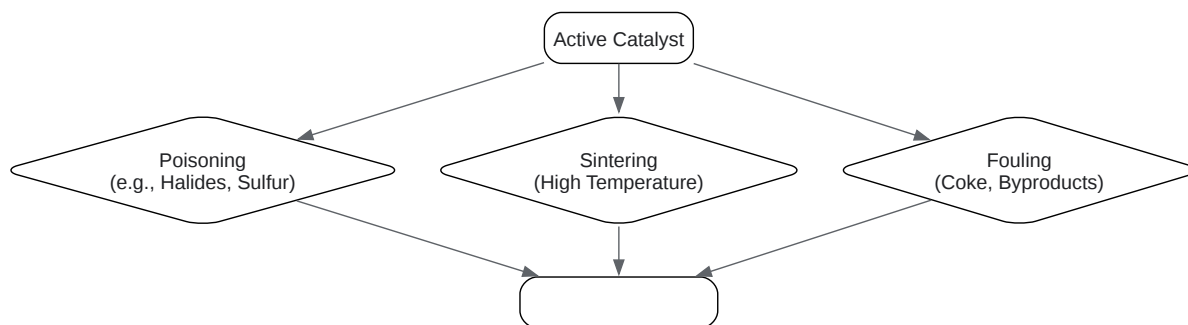 Active Catalyst
Poisoning
(e.g., Halides, Sulfur)
Sintering
(High Temperature)
Fouling
(Coke, Byproducts)